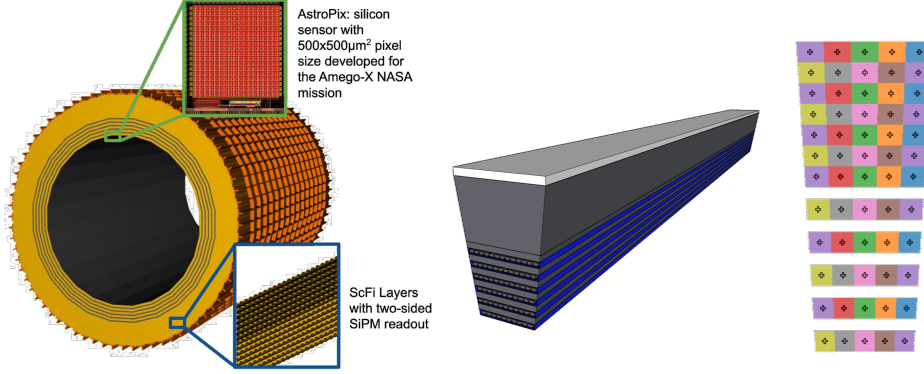 AstroPix: silicon
sensor with
500x500µm² pixel
size developed for
the Amego-X NASA
mission
ScFi Layers
with two-sided
SiPM readout